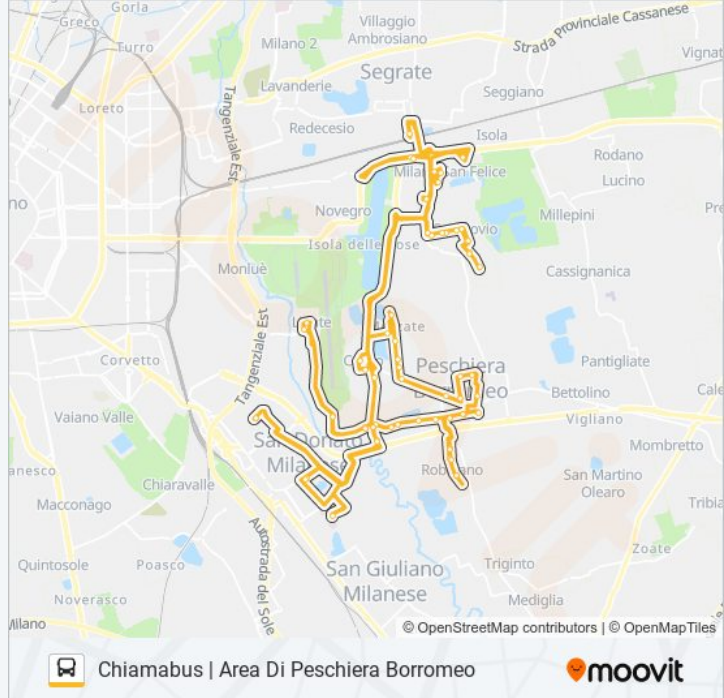 Gorla
Greco
Turro
Villaggio
Ambrosiano
Strada Provinciale Cassanese
Milano 2
Segrate
Vignat
Lavanderie
Seggiano
Loreto
Tangenziale Est
Redecesio
Isola
Rodano
Lucino
Milano San Felice
no
Novegro
Millepini
Isola delle Rose
ovio
Monluè
Cassignanica
Tangenziale Est
Corvetto
Peschiera
Borromeo
Pantigliate
Bettolino
Cale
Vaiano Valle
Vigliano
San Donato
Milanese
Mombretto
anesco
Chiaravalle
San Martino
Olearo
Macconago
Tribia
Autostrada del Sole
Zoate
Quintosole
Poasco
San Giuliano
Milanese
Triginto
Noverasco
Mediglia
Milano
© OpenStreetMap contributors | © OpenMapTiles
Chiamabus | Area Di Peschiera Borromeo
moovit